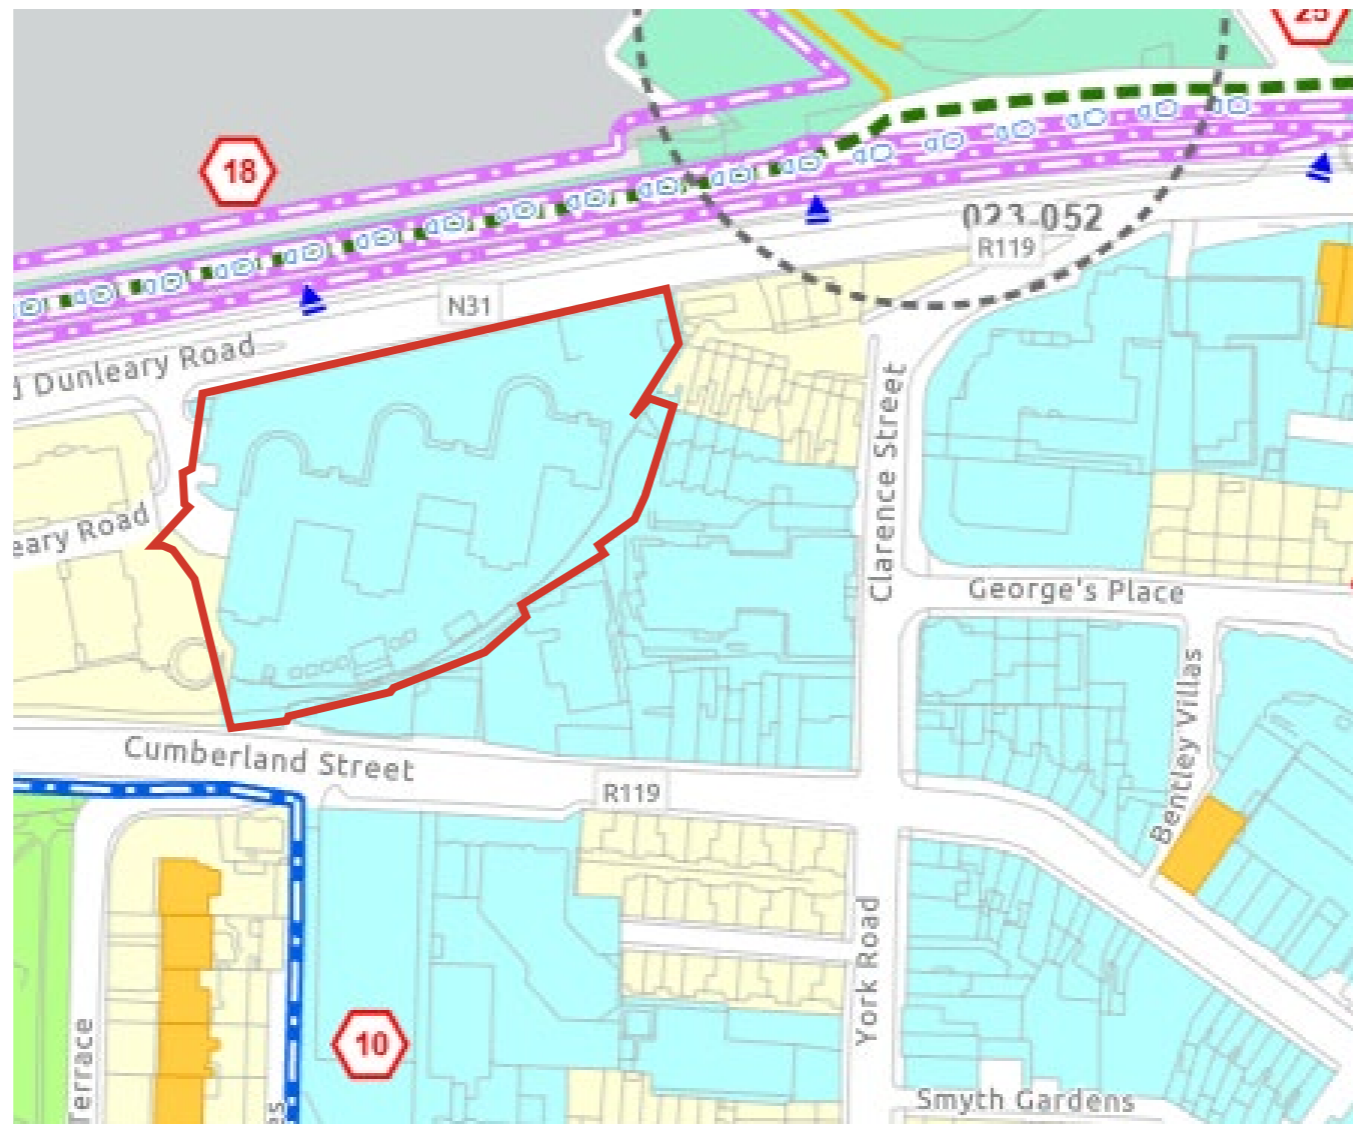 25
18
023-052
R119
N31
d Dunleary Road
Clarence Street
eary Road
George's Place
Bentley Villas
Cumberland Street
R119
York Road
10
Terrace
es
Smyth Gardens